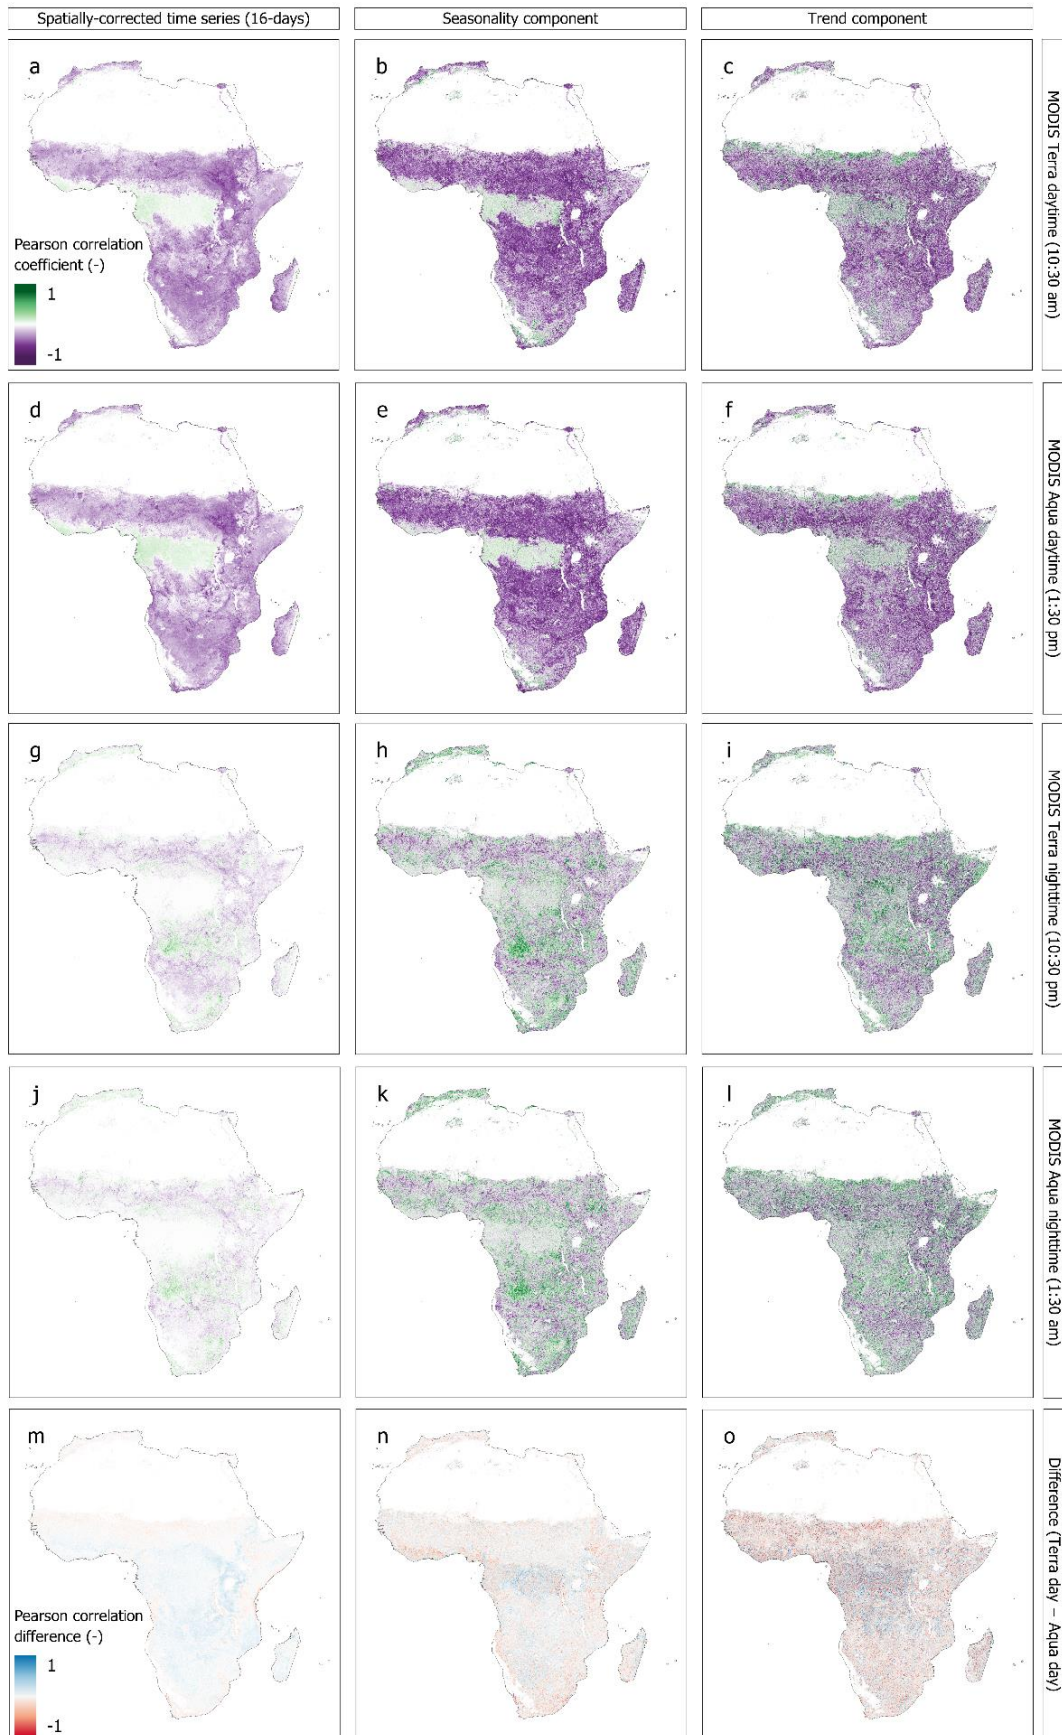 Spatially-corrected time series (16-days)
Seasonality component
Trend component
a
b
c
Pearson correlation
coefficient (-)
1
-1
MODIS Terra daytime (10:30 am)
d
e
f
MODIS Aqua daytime (1:30 pm)
g
h
i
MODIS Terra nighttime (10:30 pm)
j
k
l
MODIS Aqua nighttime (1:30 am)
m
n
o
Pearson correlation
difference (-)
1
-1
Difference (Terra day – Aqua day)